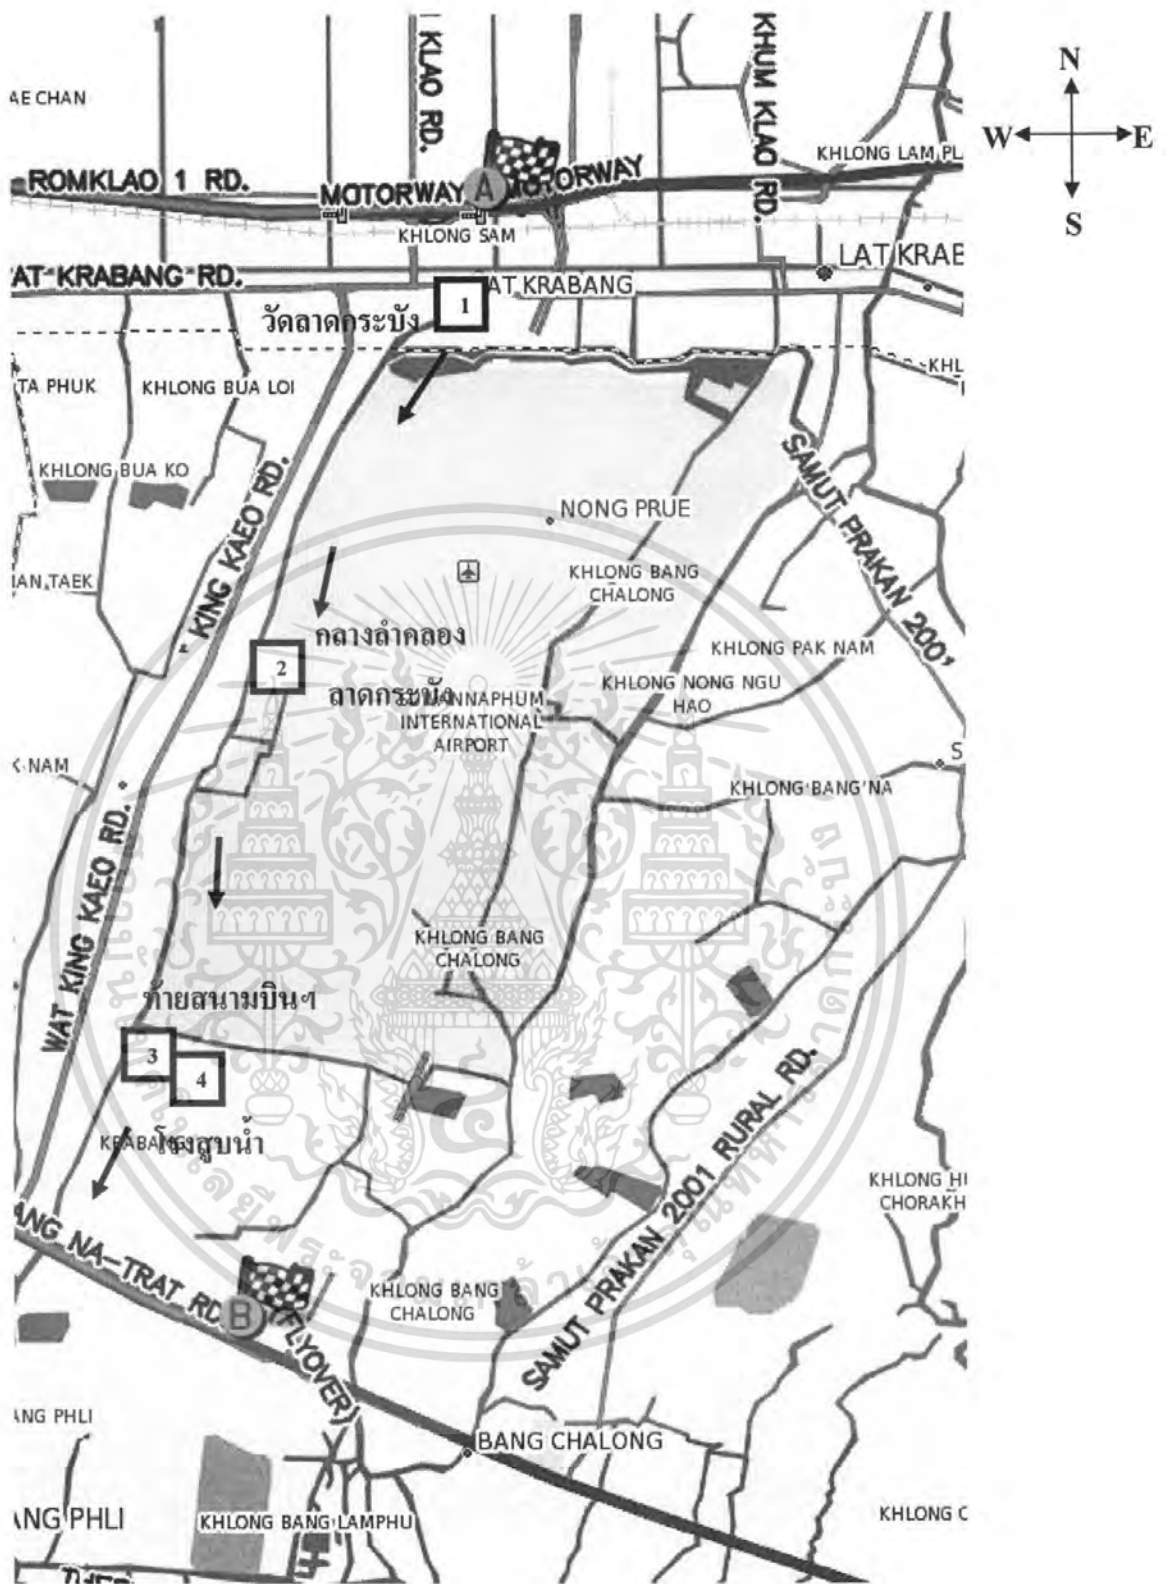 N
W E
S
AE CHAN
KLAO RD.
KHUM KLAO RD.
KHLONG LAM PL
ROMKLAO 1 RD.
MOTORWAY A MOTORWAY
KHLONG SAM
LAT KRAB
AT KRABANG RD.
1
AT KRABANG
วัดลาดกระบัง
TA PHUK
KHLONG BUA LOI
KHL
KHLONG BUA KO
KING KAEO RD.
SAMUT PRAKAN 200
NONG PRUE
TAEK
KHLONG BANG
CHALONG
คลางลำคลอง
2
ลาดกระบัง
KHLONG PAK NAM
KHLONG NONG NGU
HAO
ANNAPHUM
INTERNATIONAL
AIRPORT
K NAM
S
KHLONG BANG NA
WAT KING KAEO RD.
KHLONG BANG
CHALONG
ท้ายสนามบินฯ
3
4
โรงสูบน้ำ
SAMUT PRAKAN 2001 RURAL RD.
KHLONG H
CHORAKH
ANG NA-TRAT RD
B
(FLYOVER)
KHLONG BANG
CHALONG
ANG PHLI
BANG CHALONG
ANG PHLI
KHLONG BANG LAMPHU
KHLONG C